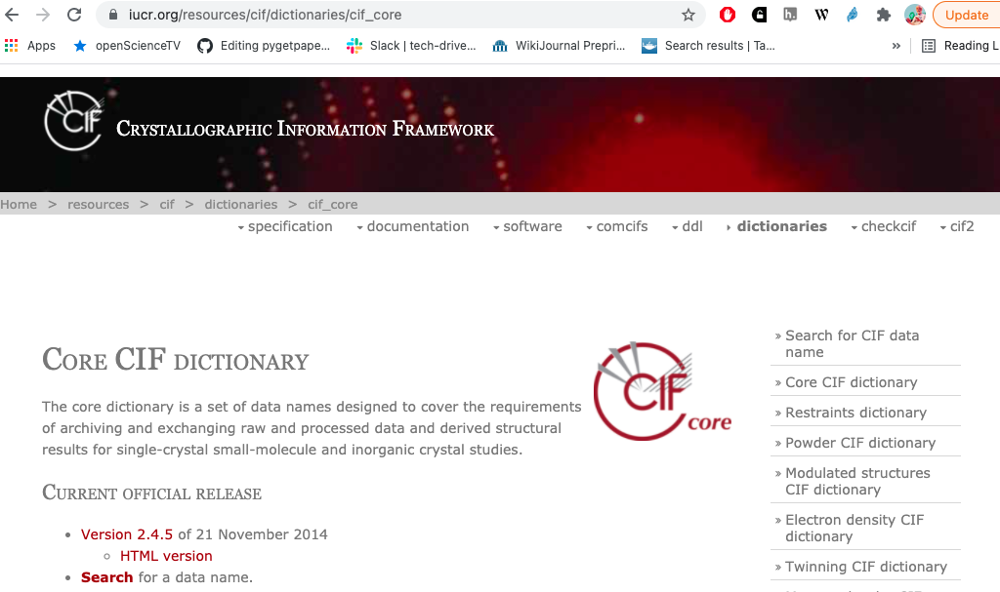 iucr.org/resources/cif/dictionaries/cif_core
Update
Apps
openScienceTV
Editing pygetpape...
Slack | tech-drive...
WikiJournal Prepri...
Search results | Ta...
»
Reading L
CIF
Crystallographic Information Framework
Home > resources > cif > dictionaries > cif_core
specification documentation software comcifs ddl dictionaries checkcif cif2
Core CIF dictionary
CIF
core
The core dictionary is a set of data names designed to cover the requirements
of archiving and exchanging raw and processed data and derived structural
results for single-crystal small-molecule and inorganic crystal studies.
Current official release
• Version 2.4.5 of 21 November 2014
◦ HTML version
• Search for a data name.
» Search for CIF data
name
» Core CIF dictionary
» Restraints dictionary
» Powder CIF dictionary
» Modulated structures
CIF dictionary
» Electron density CIF
dictionary
» Twinning CIF dictionary